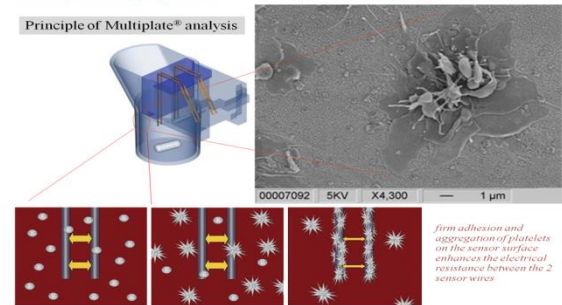 Principle of Multiplate® analysis
00007092 5KV X4,300 1 µm
firm adhesion and
aggregation of platelets
on the sensor surface
enhances the electrical
resistance between the 2
sensor wires